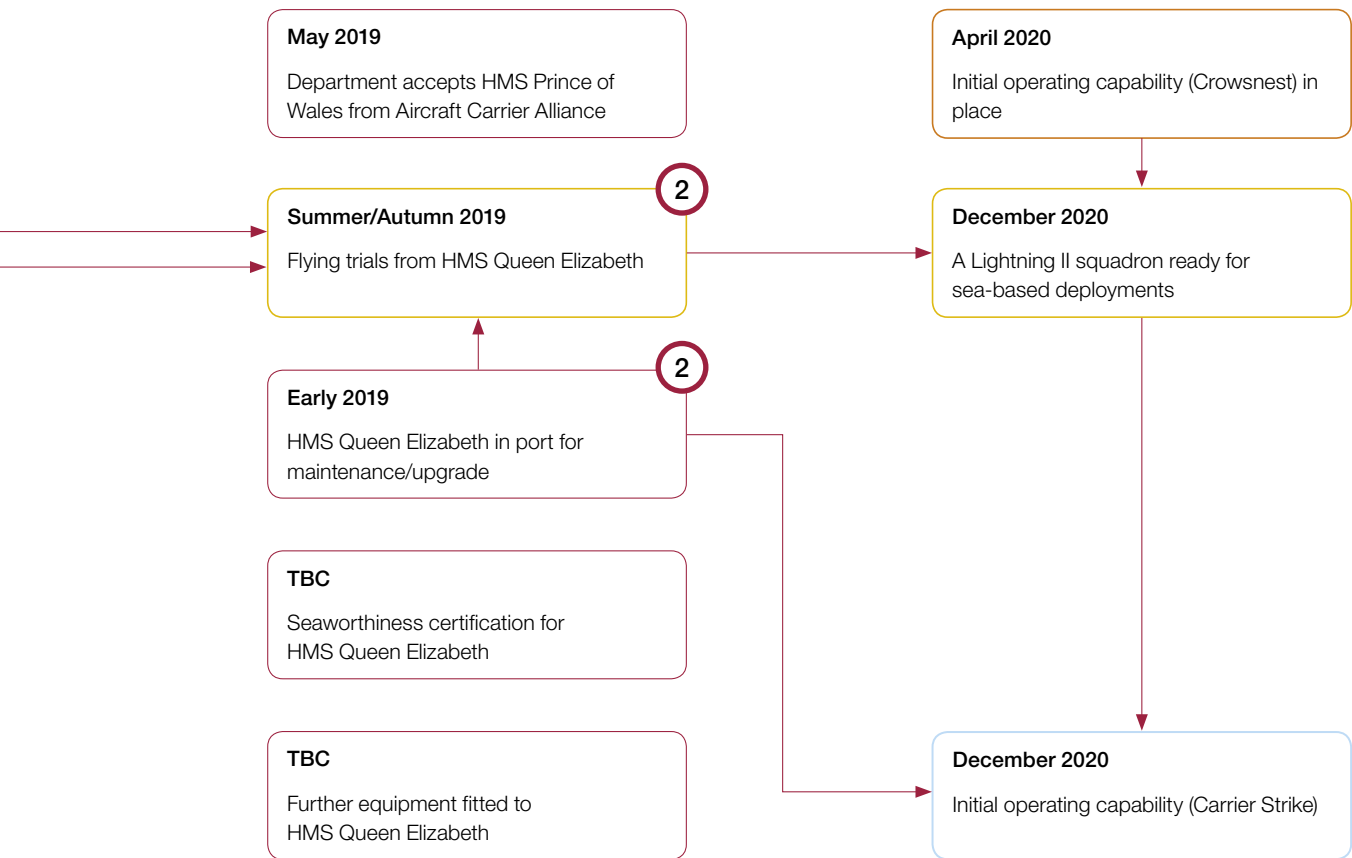 May 2019
Department accepts HMS Prince of
Wales from Aircraft Carrier Alliance
April 2020
Initial operating capability (Crowsnest) in
place
2
Summer/Autumn 2019
Flying trials from HMS Queen Elizabeth
December 2020
A Lightning II squadron ready for
sea-based deployments
2
Early 2019
HMS Queen Elizabeth in port for
maintenance/upgrade
TBC
Seaworthiness certification for
HMS Queen Elizabeth
TBC
Further equipment fitted to
HMS Queen Elizabeth
December 2020
Initial operating capability (Carrier Strike)